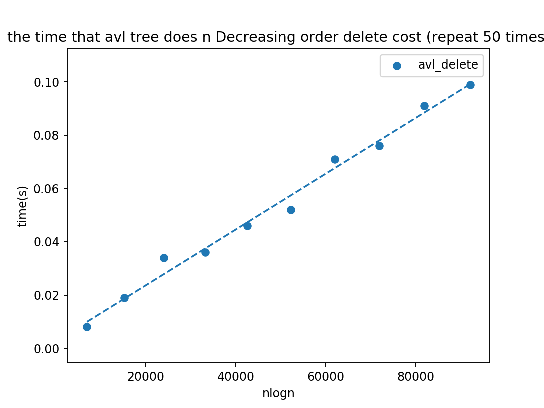 the time that avl tree does n Decreasing order delete cost (repeat 50 times
avl_delete
0.10
0.08
0.06
0.04
0.02
0.00
time(s)
20000 40000 60000 80000
nlogn